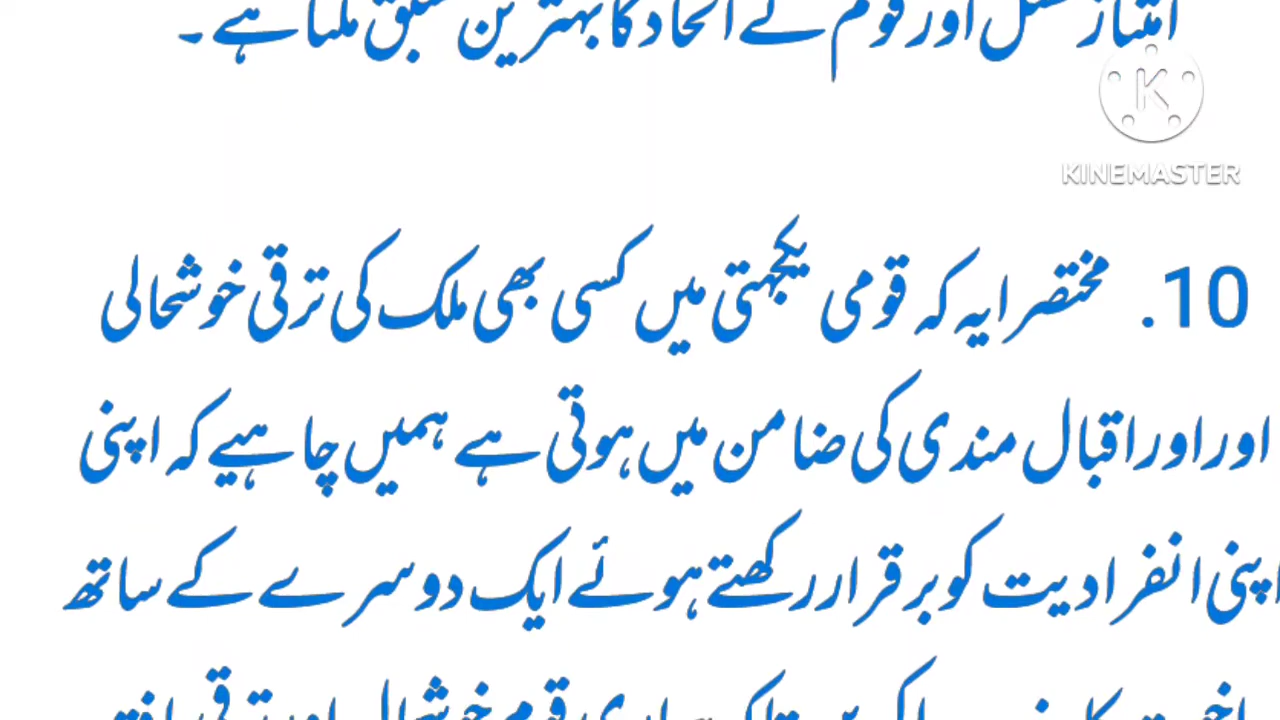 امتیاز نسل اور قوم کے اتحاد کا بہترین سبق ملتا ہے ۔
KINEMASTER
10. مختصرا یہ کہ قومی یکجہتی میں کسی بھی ملک کی ترقی خوشحالی
اور اور اقبال مندی کی ضامن میں ہوتی ہے ہمیں چاہیے کہ اپنی
اپنی انفرادیت کو برقرار رکھتے ہوئے ایک دوسرے کے ساتھ